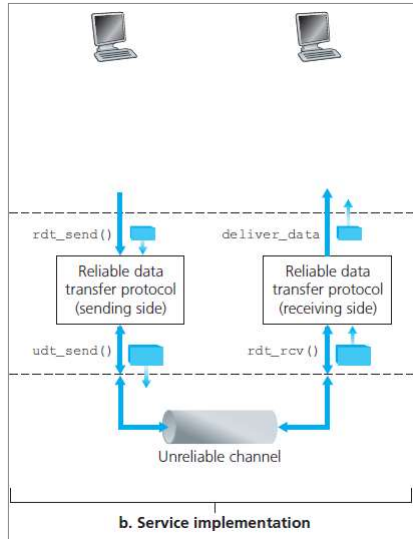 rdt_send()
deliver_data
Reliable data
transfer protocol
(sending side)
Reliable data
transfer protocol
(receiving side)
udt_send()
rdt_rcv()
Unreliable channel
b. Service implementation